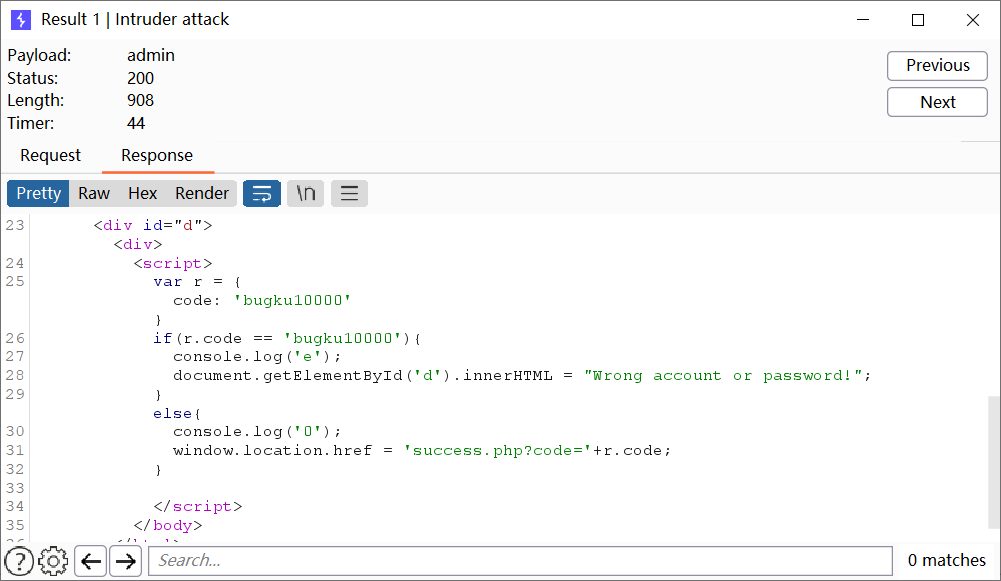 Result 1 | Intruder attack
Payload: admin
Previous
Status: 200
Length: 908
Next
Timer: 44
Request Response
Pretty Raw Hex Render \n
23 <div id="d">
<div>
24 <script>
25 var r = {
code: 'bugku10000'
}
26 if(r.code == 'bugku10000'){
27 console.log('e');
28 document.getElementById('d').innerHTML = "Wrong account or password!";
29 }
else{
30 console.log('0');
31 window.location.href = 'success.php?code='+r.code;
32 }
33
34 </script>
35 </body>
Search...
0 matches